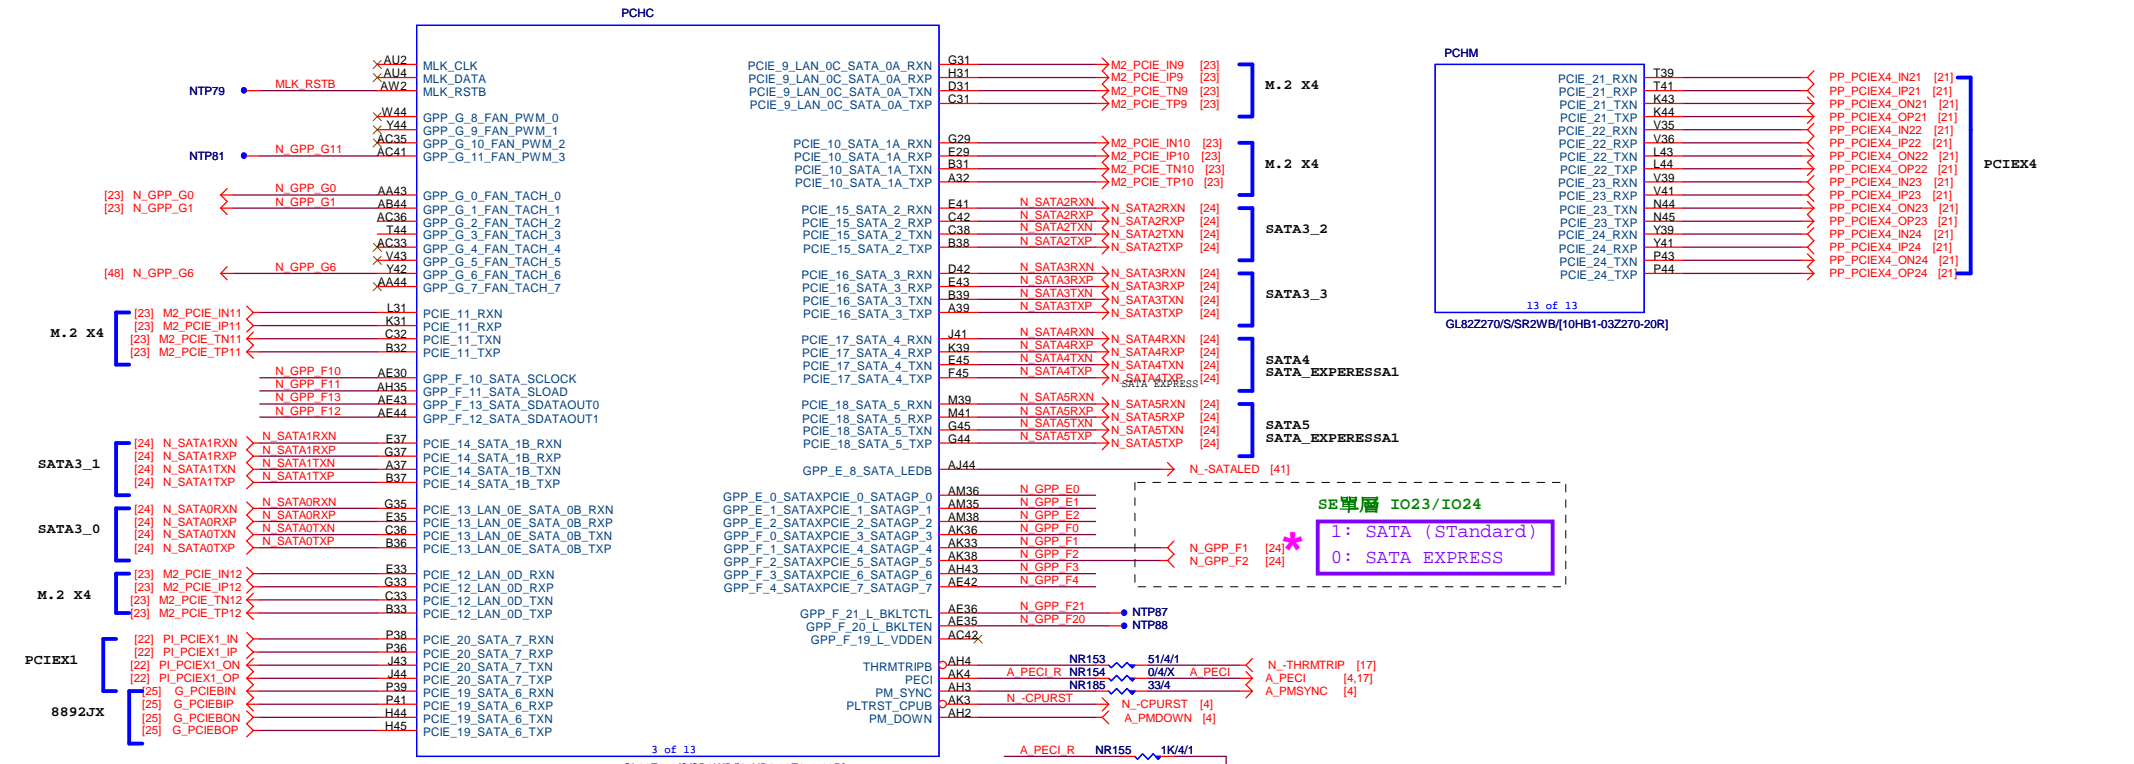 PCHC
AU2 MLK_CLK
AU4 MLK_DATA
NTP79 MLK_RSTB AW2 MLK_RSTB
W44 GPP_G_8_FAN_PWM_0
Y44 GPP_G_9_FAN_PWM_1
AC35 GPP_G_10_FAN_PWM_2
NTP81 N_GPP_G11 AC41 GPP_G_11_FAN_PWM_3
[23] N_GPP_G0 N_GPP_G0 AA43 GPP_G_0_FAN_TACH_0
[23] N_GPP_G1 N_GPP_G1 AB44 GPP_G_1_FAN_TACH_1
AC36 GPP_G_2_FAN_TACH_2
T44 GPP_G_3_FAN_TACH_3
AC33 GPP_G_4_FAN_TACH_4
V43 GPP_G_5_FAN_TACH_5
[48] N_GPP_G6 N_GPP_G6 Y42 GPP_G_6_FAN_TACH_6
AA44 GPP_G_7_FAN_TACH_7
M.2 X4
[23] M2_PCIE_IN11 L31 PCIE_11_RXN
[23] M2_PCIE_IP11 K31 PCIE_11_RXP
[23] M2_PCIE_TN11 C32 PCIE_11_TXN
[23] M2_PCIE_TP11 B32 PCIE_11_TXP
N_GPP_F10 AE30 GPP_F_10_SATA_SCLOCK
N_GPP_F11 AH35 GPP_F_11_SATA_SLOAD
N_GPP_F13 AE43 GPP_F_13_SATA_SDATAOUT0
N_GPP_F12 AE44 GPP_F_12_SATA_SDATAOUT1
SATA3_1
[24] N_SATA1RXN N_SATA1RXN E37 PCIE_14_SATA_1B_RXN
[24] N_SATA1RXP N_SATA1RXP G37 PCIE_14_SATA_1B_RXP
[24] N_SATA1TXN N_SATA1TXN A37 PCIE_14_SATA_1B_TXN
[24] N_SATA1TXP N_SATA1TXP B37 PCIE_14_SATA_1B_TXP
SATA3_0
[24] N_SATA0RXN N_SATA0RXN G35 PCIE_13_LAN_0E_SATA_0B_RXN
[24] N_SATA0RXP N_SATA0RXP E35 PCIE_13_LAN_0E_SATA_0B_RXP
[24] N_SATA0TXN N_SATA0TXN C36 PCIE_13_LAN_0E_SATA_0B_TXN
[24] N_SATA0TXP N_SATA0TXP B36 PCIE_13_LAN_0E_SATA_0B_TXP
M.2 X4
[23] M2_PCIE_IN12 E33 PCIE_12_LAN_0D_RXN
[23] M2_PCIE_IP12 G33 PCIE_12_LAN_0D_RXP
[23] M2_PCIE_TN12 C33 PCIE_12_LAN_0D_TXN
[23] M2_PCIE_TP12 B33 PCIE_12_LAN_0D_TXP
PCIEX1
[22] PI_PCIEX1_IN P38 PCIE_20_SATA_7_RXN
[22] PI_PCIEX1_IP P36 PCIE_20_SATA_7_RXP
[22] PI_PCIEX1_ON J43 PCIE_20_SATA_7_TXN
[22] PI_PCIEX1_OP J44 PCIE_20_SATA_7_TXP
8892JX
[25] G_PCIEBIN P39 PCIE_19_SATA_6_RXN
[25] G_PCIEBIP P41 PCIE_19_SATA_6_RXP
[25] G_PCIEBON H44 PCIE_19_SATA_6_TXN
[25] G_PCIEBOP H45 PCIE_19_SATA_6_TXP
3 of 13
PCIE_9_LAN_0C_SATA_0A_RXN G31 M2_PCIE_IN9 [23]
PCIE_9_LAN_0C_SATA_0A_RXP H31 M2_PCIE_IP9 [23]
PCIE_9_LAN_0C_SATA_0A_TXN D31 M2_PCIE_TN9 [23]
PCIE_9_LAN_0C_SATA_0A_TXP C31 M2_PCIE_TP9 [23]
M.2 X4
PCIE_10_SATA_1A_RXN G29 M2_PCIE_IN10 [23]
PCIE_10_SATA_1A_RXP E29 M2_PCIE_IP10 [23]
PCIE_10_SATA_1A_TXN B31 M2_PCIE_TN10 [23]
PCIE_10_SATA_1A_TXP A32 M2_PCIE_TP10 [23]
M.2 X4
PCIE_15_SATA_2_RXN E41 N_SATA2RXN N_SATA2RXN [24]
PCIE_15_SATA_2_RXP C42 N_SATA2RXP N_SATA2RXP [24]
PCIE_15_SATA_2_TXN C38 N_SATA2TXN N_SATA2TXN [24]
PCIE_15_SATA_2_TXP B38 N_SATA2TXP N_SATA2TXP [24]
SATA3_2
PCIE_16_SATA_3_RXN D42 N_SATA3RXN N_SATA3RXN [24]
PCIE_16_SATA_3_RXP E43 N_SATA3RXP N_SATA3RXP [24]
PCIE_16_SATA_3_TXN B39 N_SATA3TXN N_SATA3TXN [24]
PCIE_16_SATA_3_TXP A39 N_SATA3TXP N_SATA3TXP [24]
SATA3_3
PCIE_17_SATA_4_RXN J41 N_SATA4RXN N_SATA4RXN [24]
PCIE_17_SATA_4_RXP K39 N_SATA4RXP N_SATA4RXP [24]
PCIE_17_SATA_4_TXN E45 N_SATA4TXN N_SATA4TXN [24]
PCIE_17_SATA_4_TXP F45 N_SATA4TXP N_SATA4TXP [24]
SATA EXPRESS
SATA4
SATA_EXPERESSA1
PCIE_18_SATA_5_RXN M39 N_SATA5RXN N_SATA5RXN [24]
PCIE_18_SATA_5_RXP M41 N_SATA5RXP N_SATA5RXP [24]
PCIE_18_SATA_5_TXN G45 N_SATA5TXN N_SATA5TXN [24]
PCIE_18_SATA_5_TXP G44 N_SATA5TXP N_SATA5TXP [24]
SATA5
SATA_EXPERESSA1
GPP_E_8_SATA_LEDB AJ44 N_-SATALED [41]
GPP_E_0_SATAXPCIE_0_SATAGP_0 AM36 N_GPP_E0
GPP_E_1_SATAXPCIE_1_SATAGP_1 AM35 N_GPP_E1
GPP_E_2_SATAXPCIE_2_SATAGP_2 AM38 N_GPP_E2
GPP_F_0_SATAXPCIE_3_SATAGP_3 AK36 N_GPP_F0
GPP_F_1_SATAXPCIE_4_SATAGP_4 AK33 N_GPP_F1 N_GPP_F1 [24]
GPP_F_2_SATAXPCIE_5_SATAGP_5 AK38 N_GPP_F2 N_GPP_F2 [24]
GPP_F_3_SATAXPCIE_6_SATAGP_6 AH43 N_GPP_F3
GPP_F_4_SATAXPCIE_7_SATAGP_7 AE42 N_GPP_F4
SE單層 IO23/IO24
* 1: SATA (STandard)
0: SATA EXPRESS
GPP_F_21_L_BKLTCTL AE36 N_GPP_F21 NTP87
GPP_F_20_L_BKLTEN AE35 N_GPP_F20 NTP88
GPP_F_19_L_VDDEN AC42
THRMTRIPB AH4 NR153 51/4/1 N_-THRMTRIP [17]
PECI AK4 A_PECI_R NR154 0/4/X A_PECI A_PECI [4,17]
PM_SYNC AH3 NR185 33/4 A_PMSYNC [4]
PLTRST_CPUB AK3 N_-CPURST N_-CPURST [4]
PM_DOWN AH2 A_PMDOWN [4]
A_PECI_R NR155 1K/4/1
PCHM
PCIE_21_RXN T39 PP_PCIEX4_IN21 [21]
PCIE_21_RXP T41 PP_PCIEX4_IP21 [21]
PCIE_21_TXN K43 PP_PCIEX4_ON21 [21]
PCIE_21_TXP K44 PP_PCIEX4_OP21 [21]
PCIE_22_RXN V35 PP_PCIEX4_IN22 [21]
PCIE_22_RXP V36 PP_PCIEX4_IP22 [21]
PCIE_22_TXN L43 PP_PCIEX4_ON22 [21]
PCIE_22_TXP L44 PP_PCIEX4_OP22 [21]
PCIE_23_RXN V39 PP_PCIEX4_IN23 [21]
PCIE_23_RXP V41 PP_PCIEX4_IP23 [21]
PCIE_23_TXN N44 PP_PCIEX4_ON23 [21]
PCIE_23_TXP N45 PP_PCIEX4_OP23 [21]
PCIE_24_RXN Y39 PP_PCIEX4_IN24 [21]
PCIE_24_RXP Y41 PP_PCIEX4_IP24 [21]
PCIE_24_TXN P43 PP_PCIEX4_ON24 [21]
PCIE_24_TXP P44 PP_PCIEX4_OP24 [21]
PCIEX4
13 of 13
GL82Z270/S/SR2WB/[10HB1-03Z270-20R]